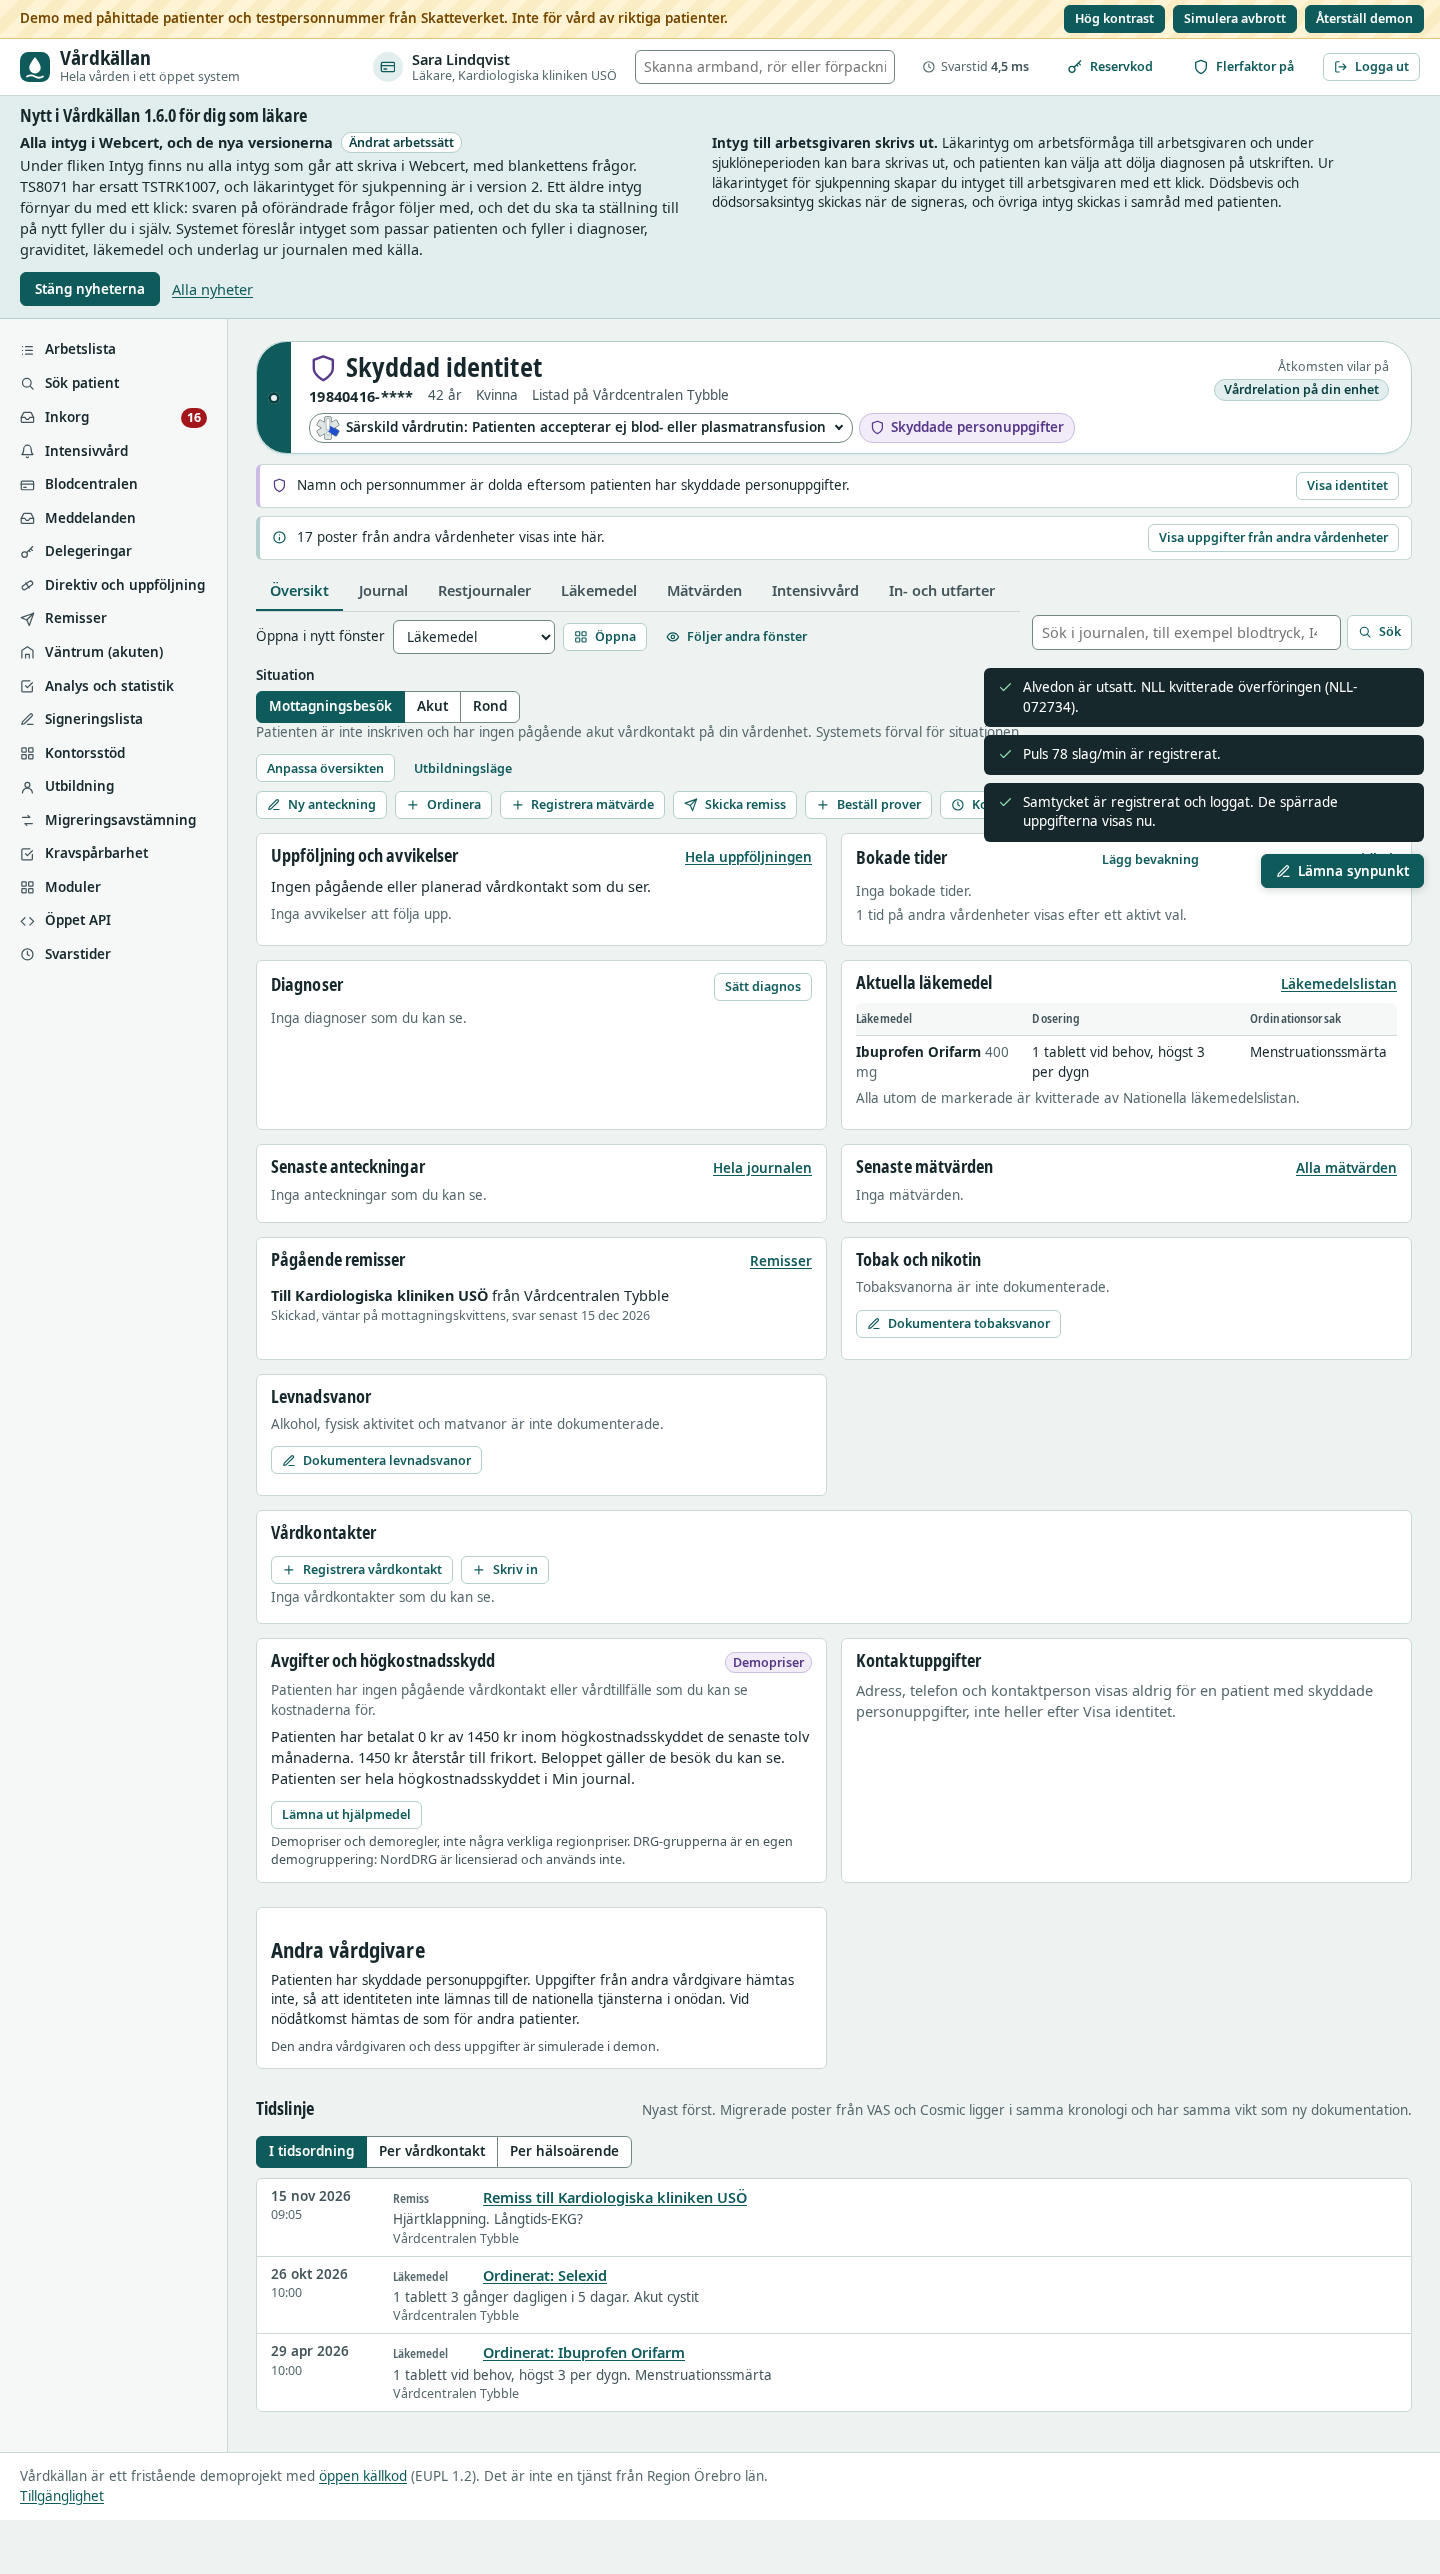 Demo med påhittade patienter och testpersonnummer från Skatteverket. Inte för vård av riktiga patienter.
Hög kontrast
Simulera avbrott
Återställ demon
Vårdkällan
Hela vården i ett öppet system
Sara Lindqvist
Läkare, Kardiologiska kliniken USÖ
Skanna armband, rör eller förpackni
Svarstid 4,5 ms
Reservkod
Flerfaktor på
Logga ut
Nytt i Vårdkällan 1.6.0 för dig som läkare
Alla intyg i Webcert, och de nya versionerna
Ändrat arbetssätt
Under fliken Intyg finns nu alla intyg som går att skriva i Webcert, med blankettens frågor.
TS8071 har ersatt TSTRK1007, och läkarintyget för sjukpenning är i version 2. Ett äldre intyg
förnyar du med ett klick: svaren på oförändrade frågor följer med, och det du ska ta ställning till
på nytt fyller du i själv. Systemet föreslår intyget som passar patienten och fyller i diagnoser,
graviditet, läkemedel och underlag ur journalen med källa.
Intyg till arbetsgivaren skrivs ut. Läkarintyg om arbetsförmåga till arbetsgivaren och under
sjuklöneperioden kan bara skrivas ut, och patienten kan välja att dölja diagnosen på utskriften. Ur
läkarintyget för sjukpenning skapar du intyget till arbetsgivaren med ett klick. Dödsbevis och
dödsorsaksintyg skickas när de signeras, och övriga intyg skickas i samråd med patienten.
Stäng nyheterna
Alla nyheter
Arbetslista
Sök patient
Inkorg
16
Intensivvård
Blodcentralen
Meddelanden
Delegeringar
Direktiv och uppföljning
Remisser
Väntrum (akuten)
Analys och statistik
Signeringslista
Kontorsstöd
Utbildning
Migreringsavstämning
Kravspårbarhet
Moduler
Öppet API
Svarstider
Skyddad identitet
19840416-****
42 år
Kvinna
Listad på Vårdcentralen Tybble
Åtkomsten vilar på
Vårdrelation på din enhet
Särskild vårdrutin: Patienten accepterar ej blod- eller plasmatransfusion
Skyddade personuppgifter
Namn och personnummer är dolda eftersom patienten har skyddade personuppgifter.
Visa identitet
17 poster från andra vårdenheter visas inte här.
Visa uppgifter från andra vårdenheter
Översikt
Journal
Restjournaler
Läkemedel
Mätvärden
Intensivvård
In- och utfarter
Öppna i nytt fönster
Läkemedel
Öppna
Följer andra fönster
Sök i journalen, till exempel blodtryck, I
Sök
Situation
Mottagningsbesök
Akut
Rond
Patienten är inte inskriven och har ingen pågående akut vårdkontakt på din vårdenhet. Systemets förval för situationen
Alvedon är utsatt. NLL kvitterade överföringen (NLL-
072734).
Puls 78 slag/min är registrerat.
Samtycket är registrerat och loggat. De spärrade
uppgifterna visas nu.
Anpassa översikten
Utbildningsläge
Ny anteckning
Ordinera
Registrera mätvärde
Skicka remiss
Beställ prover
Uppföljning och avvikelser
Hela uppföljningen
Ingen pågående eller planerad vårdkontakt som du ser.
Inga avvikelser att följa upp.
Bokade tider
Lägg bevakning
Lämna synpunkt
Inga bokade tider.
1 tid på andra vårdenheter visas efter ett aktivt val.
Diagnoser
Sätt diagnos
Inga diagnoser som du kan se.
Aktuella läkemedel
Läkemedelslistan
Läkemedel
Dosering
Ordinationsorsak
Ibuprofen Orifarm 400
mg
1 tablett vid behov, högst 3
per dygn
Menstruationssmärta
Alla utom de markerade är kvitterade av Nationella läkemedelslistan.
Senaste anteckningar
Hela journalen
Inga anteckningar som du kan se.
Senaste mätvärden
Alla mätvärden
Inga mätvärden.
Pågående remisser
Remisser
Till Kardiologiska kliniken USÖ från Vårdcentralen Tybble
Skickad, väntar på mottagningskvittens, svar senast 15 dec 2026
Tobak och nikotin
Tobaksvanorna är inte dokumenterade.
Dokumentera tobaksvanor
Levnadsvanor
Alkohol, fysisk aktivitet och matvanor är inte dokumenterade.
Dokumentera levnadsvanor
Vårdkontakter
Registrera vårdkontakt
Skriv in
Inga vårdkontakter som du kan se.
Avgifter och högkostnadsskydd
Demopriser
Patienten har ingen pågående vårdkontakt eller vårdtillfälle som du kan se
kostnaderna för.
Patienten har betalat 0 kr av 1450 kr inom högkostnadsskyddet de senaste tolv
månaderna. 1450 kr återstår till frikort. Beloppet gäller de besök du kan se.
Patienten ser hela högkostnadsskyddet i Min journal.
Lämna ut hjälpmedel
Demopriser och demoregler, inte några verkliga regionpriser. DRG-grupperna är en egen
demogruppering: NordDRG är licensierad och används inte.
Kontaktuppgifter
Adress, telefon och kontaktperson visas aldrig för en patient med skyddade
personuppgifter, inte heller efter Visa identitet.
Andra vårdgivare
Patienten har skyddade personuppgifter. Uppgifter från andra vårdgivare hämtas
inte, så att identiteten inte lämnas till de nationella tjänsterna i onödan. Vid
nödåtkomst hämtas de som för andra patienter.
Den andra vårdgivaren och dess uppgifter är simulerade i demon.
Tidslinje
Nyast först. Migrerade poster från VAS och Cosmic ligger i samma kronologi och har samma vikt som ny dokumentation.
I tidsordning
Per vårdkontakt
Per hälsoärende
15 nov 2026
09:05
Remiss
Remiss till Kardiologiska kliniken USÖ
Hjärtklappning. Långtids-EKG?
Vårdcentralen Tybble
26 okt 2026
10:00
Läkemedel
Ordinerat: Selexid
1 tablett 3 gånger dagligen i 5 dagar. Akut cystit
Vårdcentralen Tybble
29 apr 2026
10:00
Läkemedel
Ordinerat: Ibuprofen Orifarm
1 tablett vid behov, högst 3 per dygn. Menstruationssmärta
Vårdcentralen Tybble
Vårdkällan är ett fristående demoprojekt med öppen källkod (EUPL 1.2). Det är inte en tjänst från Region Örebro län.
Tillgänglighet